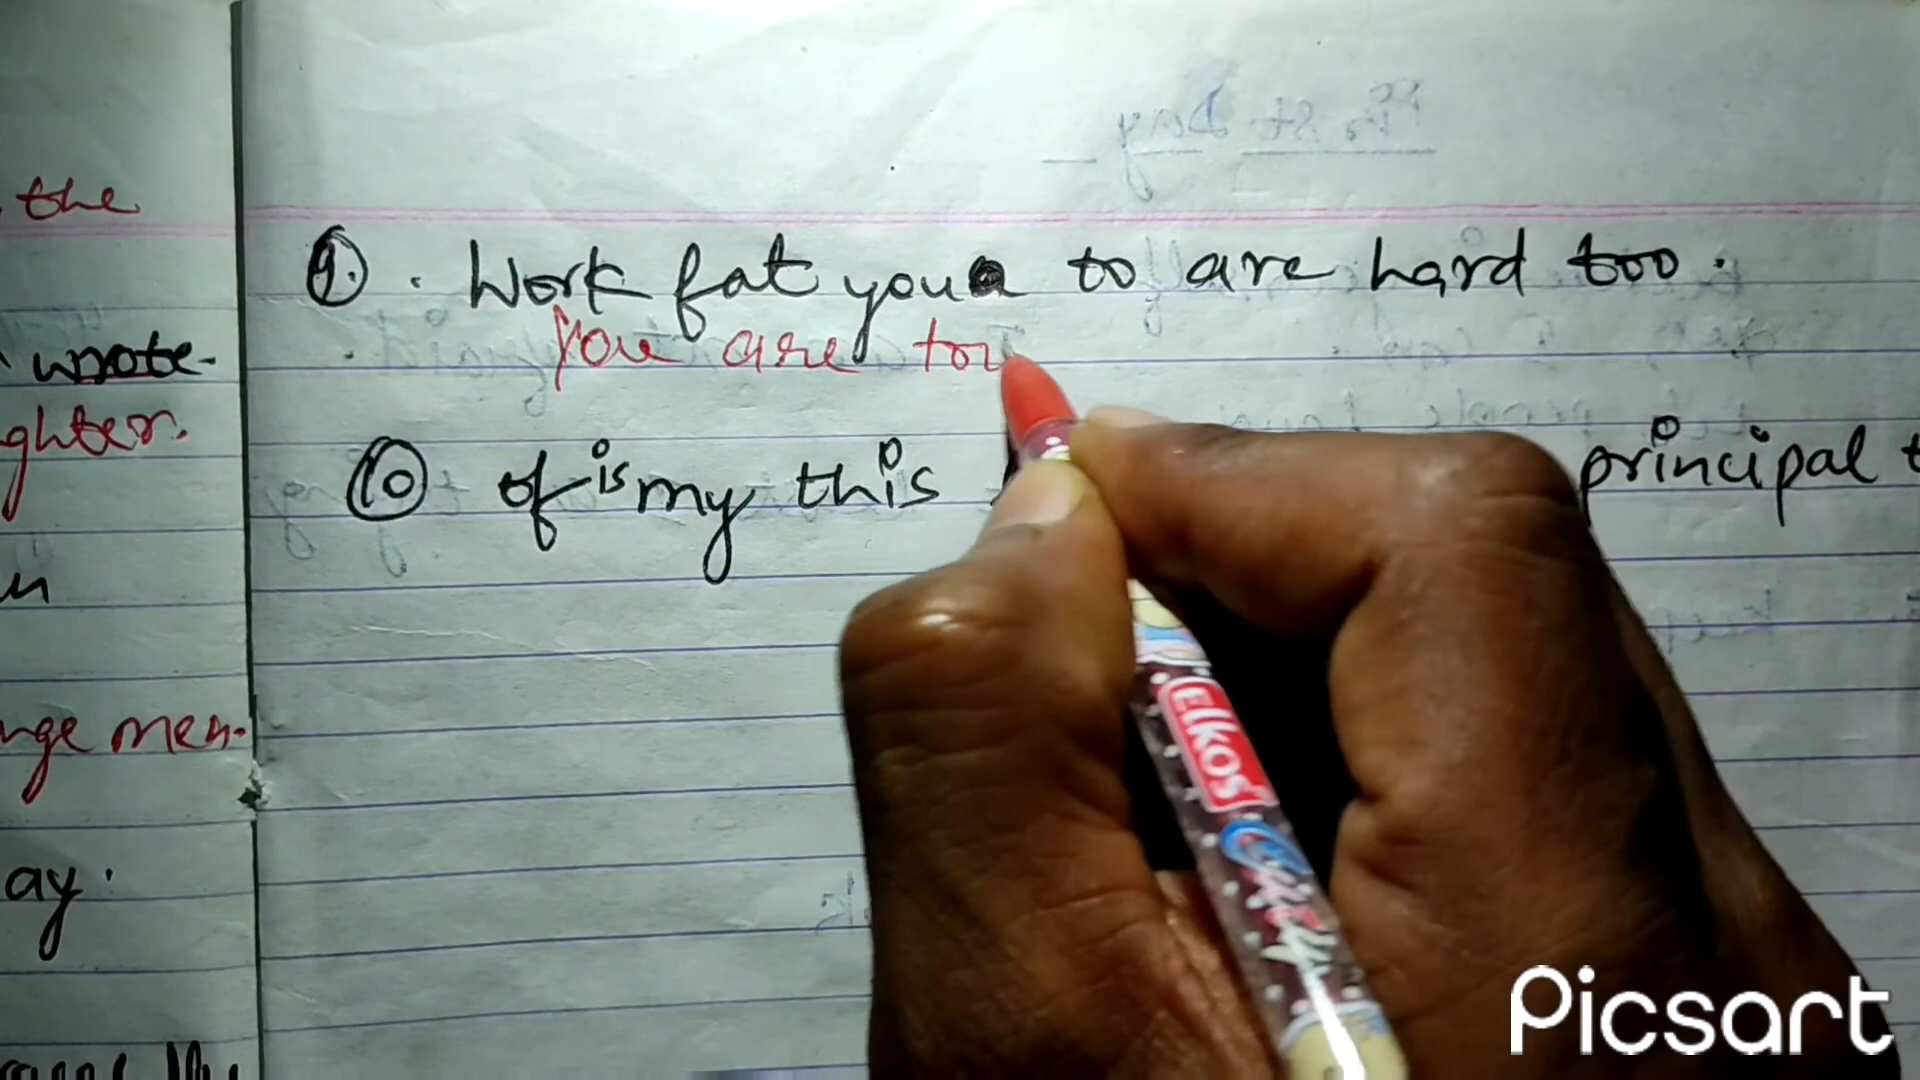 the
wrote.
ghter.
nge men.
ay.
9. Work fat you to are hard too.
You are too
10 of is my this principal
Elkos
Picsart